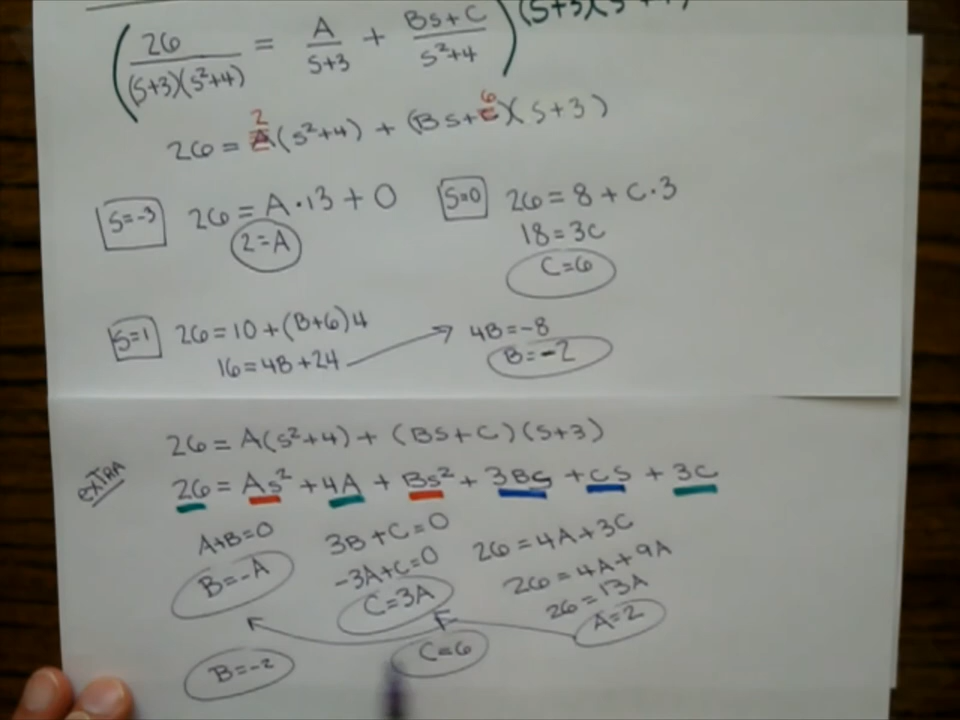 ( 26 / (s+3)(s²+4) = A / s+3 + Bs+C / s²+4 ) (s+3)(s²+4)
26 = A(s²+4) + (Bs+C)(s+3)
2 6
s=-3 26 = A·13 + 0
2=A
s=0 26 = 8 + C·3
18=3C
C=6
s=1 26=10+(B+6)4
16=4B+24
4B=-8
B=-2
EXTRA
26 = A(s²+4) + (Bs+C)(s+3)
26 = As² +4A + Bs² + 3Bs + Cs + 3C
A+B=0
B=-A
3B+C=0
-3A+C=0
C=3A
26=4A+3C
26=4A+9A
26=13A
A=2
C=6
B=-2